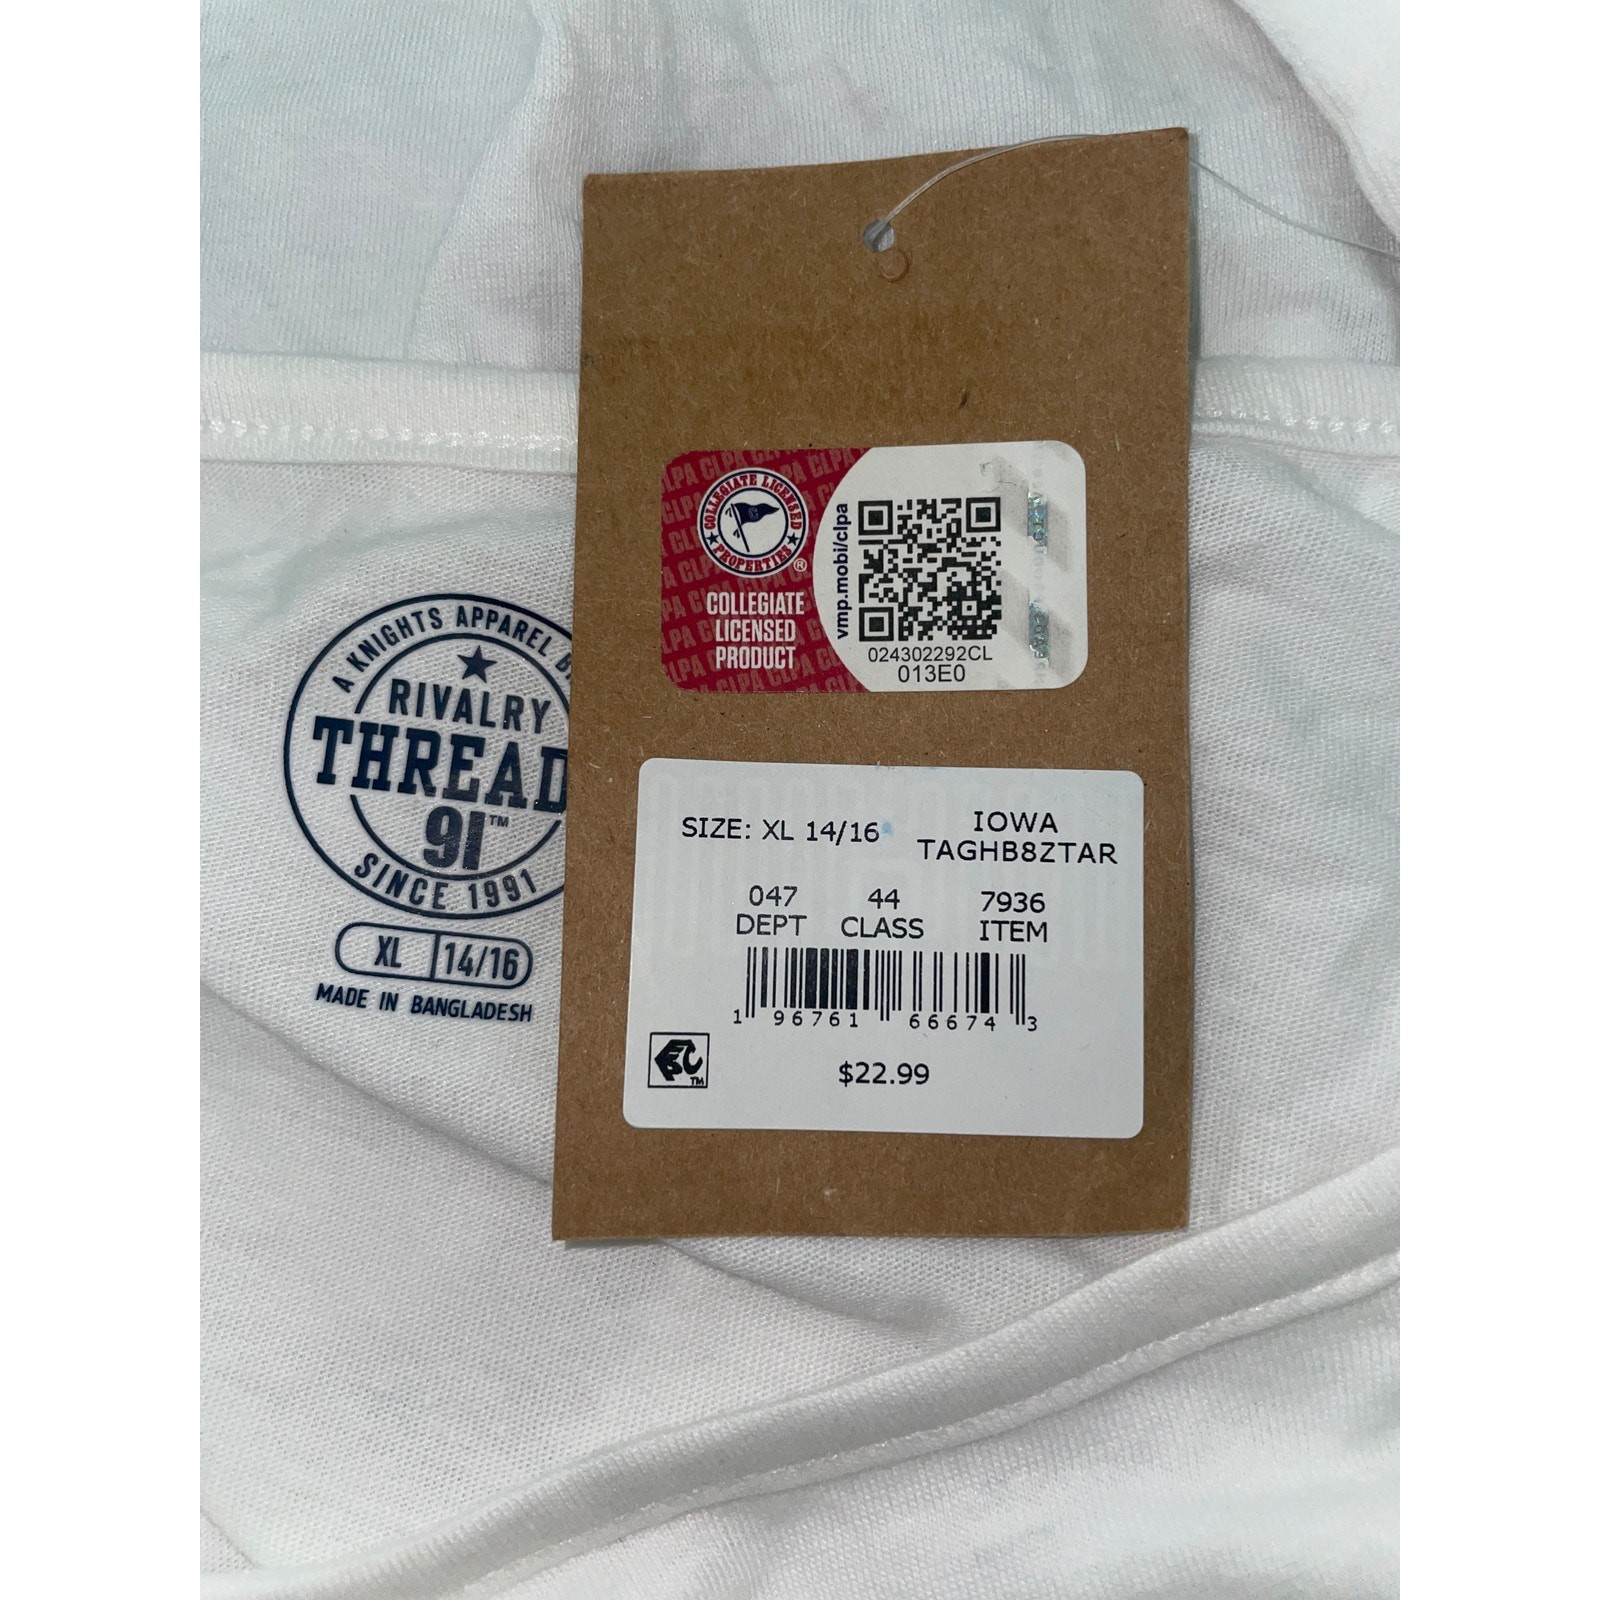 COLLEGIATE LICENSED
PROPERTIES
®
C
COLLEGIATE
LICENSED
PRODUCT
vmp.mobi/clpa
024302292CL
013E0
A KNIGHTS APPAREL
RIVALRY
THREAD
91™
SINCE 1991
XL 14/16
MADE IN BANGLADESH
SIZE: XL 14/16
IOWA
TAGHB8ZTAR
047 44 7936
DEPT CLASS ITEM
1 96761 66674 3
TM
$22.99